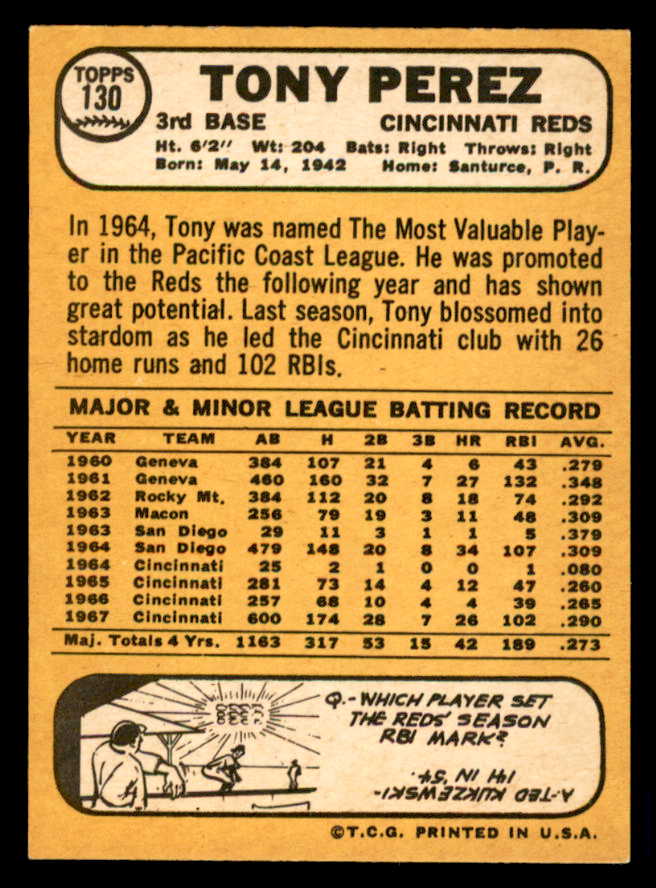 TOPPS
130
TONY PEREZ
3rd BASE CINCINNATI REDS
Ht. 6'2" Wt: 204 Bats: Right Throws: Right
Born: May 14, 1942 Home: Santurce, P. R.
In 1964, Tony was named The Most Valuable Play-
er in the Pacific Coast League. He was promoted
to the Reds the following year and has shown
great potential. Last season, Tony blossomed into
stardom as he led the Cincinnati club with 26
home runs and 102 RBIs.
MAJOR & MINOR LEAGUE BATTING RECORD
YEAR TEAM AB H 2B 3B HR RBI AVG.
1960 Geneva 384 107 21 4 6 43 .279
1961 Geneva 460 160 32 7 27 132 .348
1962 Rocky Mt. 384 112 20 8 18 74 .292
1963 Macon 256 79 19 3 11 48 .309
1963 San Diego 29 11 3 1 1 5 .379
1964 San Diego 479 148 20 8 34 107 .309
1964 Cincinnati 25 2 1 0 0 1 .080
1965 Cincinnati 281 73 14 4 12 47 .260
1966 Cincinnati 257 68 10 4 4 39 .265
1967 Cincinnati 600 174 28 7 26 102 .290
Maj. Totals 4 Yrs. 1163 317 53 15 42 189 .273
Q.-WHICH PLAYER SET
THE REDS' SEASON
RBI MARK?
A-TED KUKZEWSKI-
141 IN '54.
©T.C.G. PRINTED IN U.S.A.